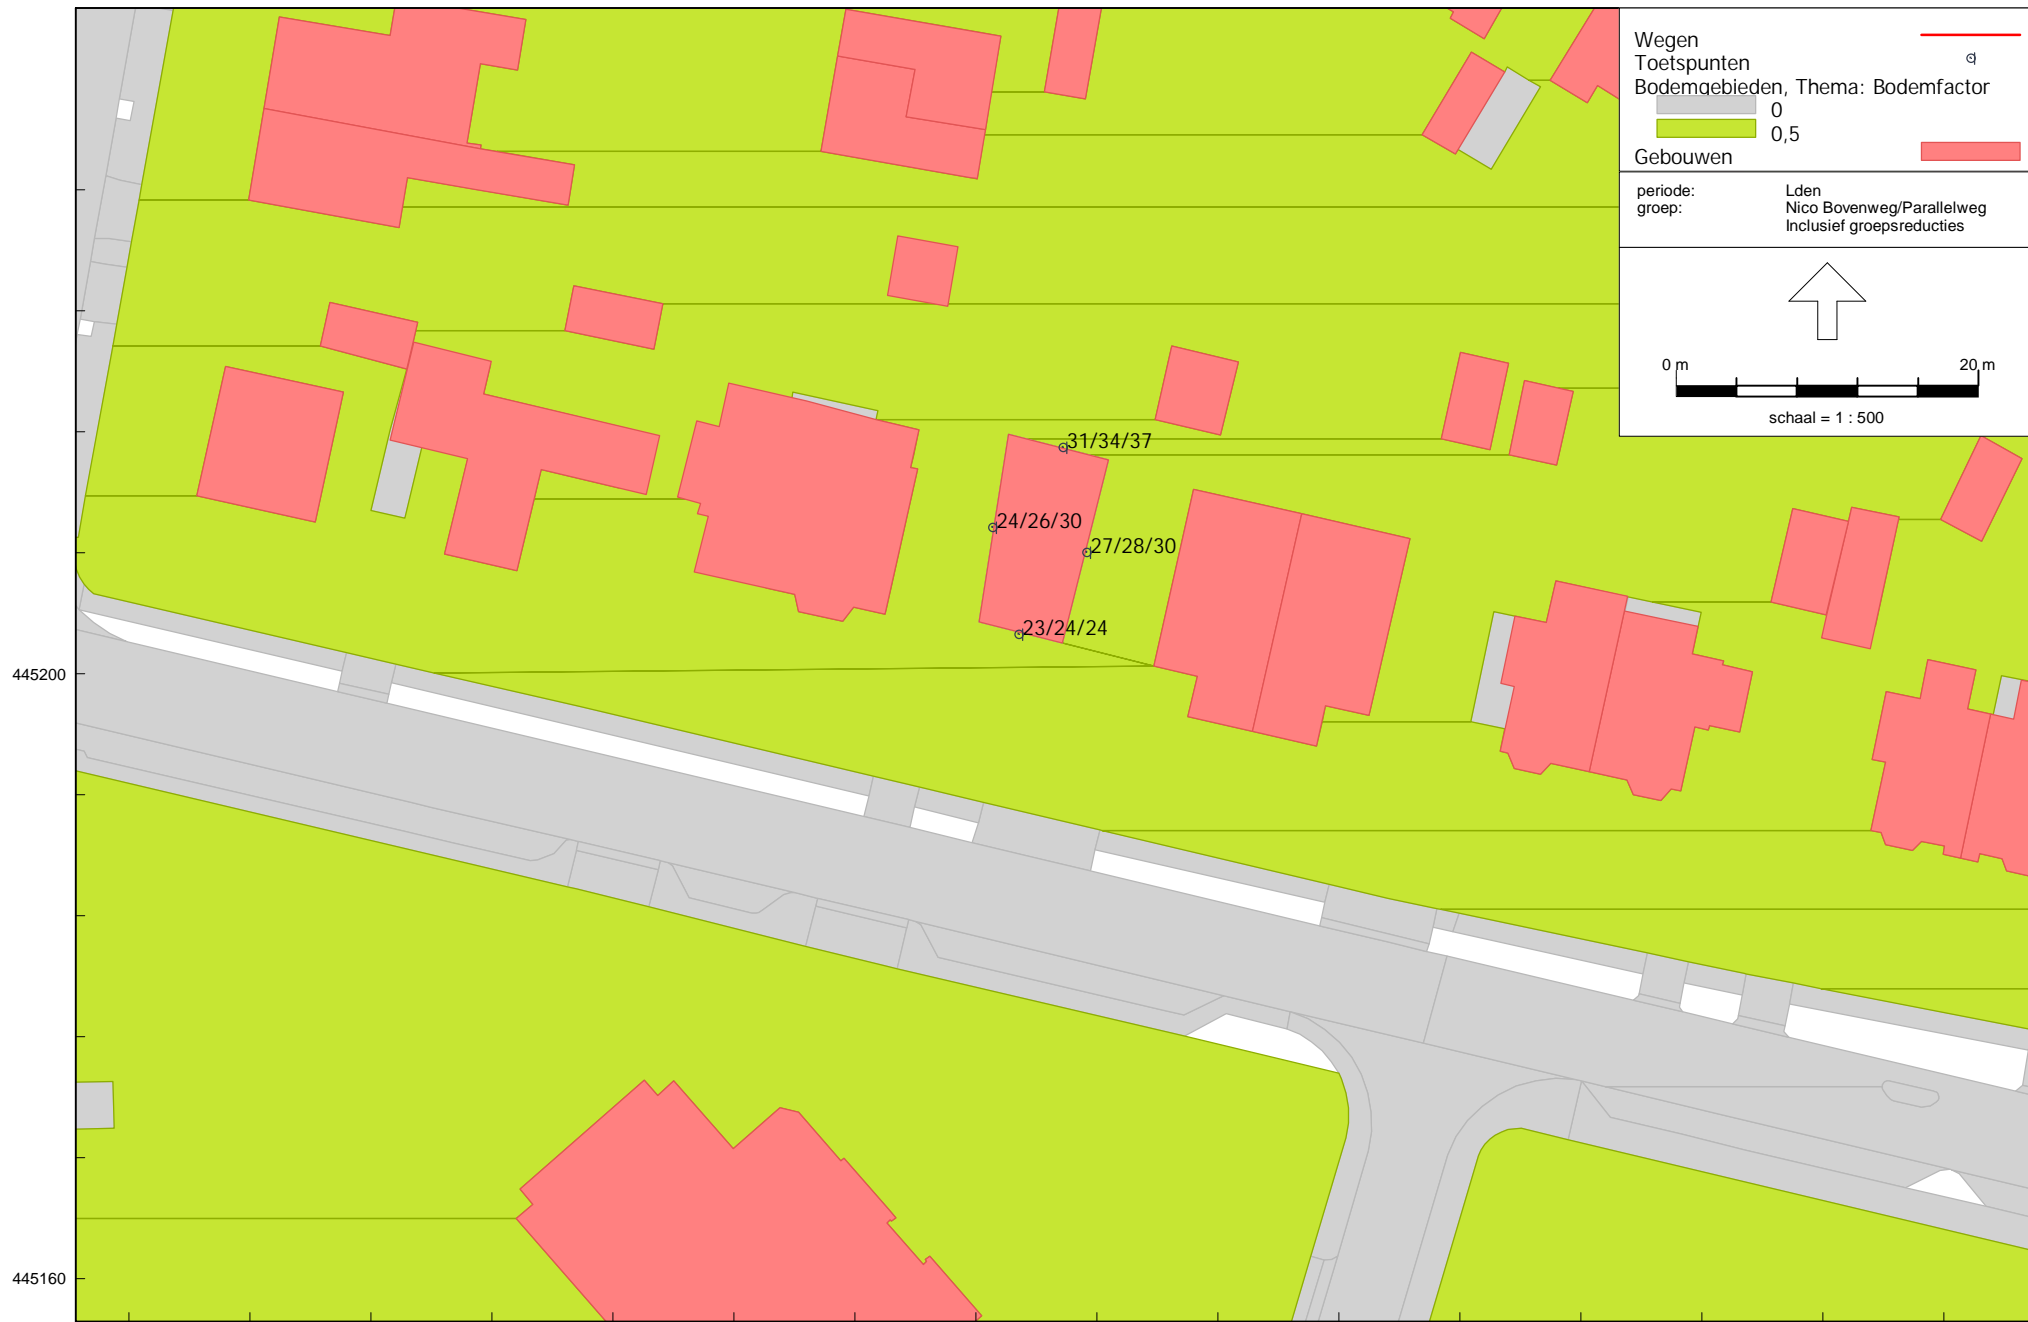 Wegen
Toetspunten
Bodemgebieden, Thema: Bodemfactor
0
0,5
Gebouwen
periode: Lden
groep: Nico Bovenweg/Parallelweg
Inclusief groepsreducties
0 m 20 m
schaal = 1 : 500
31/34/37
24/26/30
27/28/30
23/24/24
445200
445160